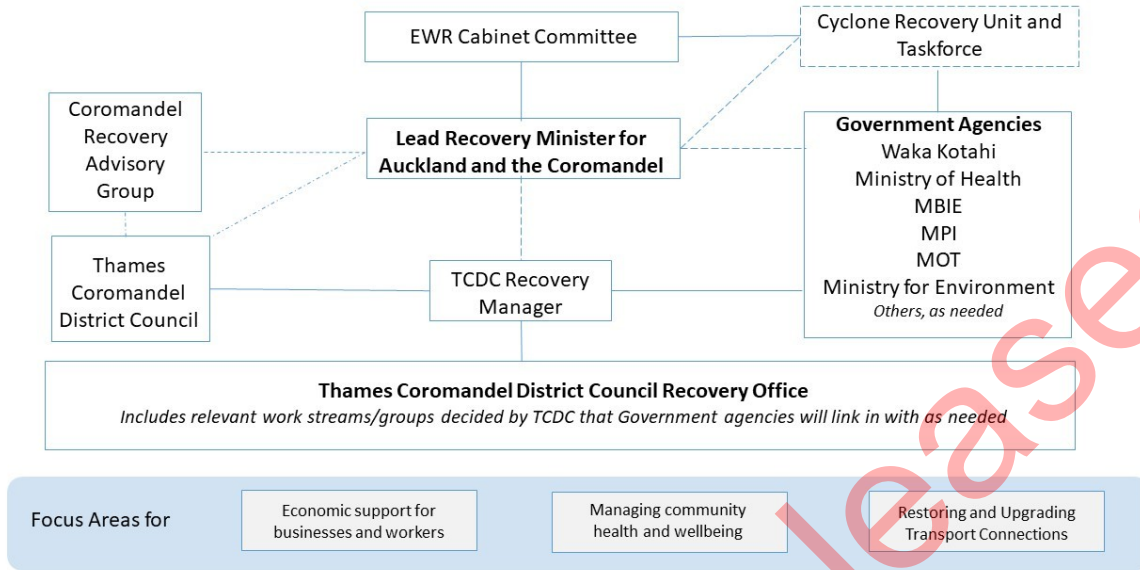 EWR Cabinet Committee
Cyclone Recovery Unit and
Taskforce
Coromandel
Recovery
Advisory
Group
Lead Recovery Minister for
Auckland and the Coromandel
Government Agencies
Waka Kotahi
Ministry of Health
MBIE
MPI
MOT
Ministry for Environment
Others, as needed
Thames
Coromandel
District Council
TCDC Recovery
Manager
Thames Coromandel District Council Recovery Office
Includes relevant work streams/groups decided by TCDC that Government agencies will link in with as needed
Focus Areas for
Economic support for
businesses and workers
Managing community
health and wellbeing
Restoring and Upgrading
Transport Connections
lease